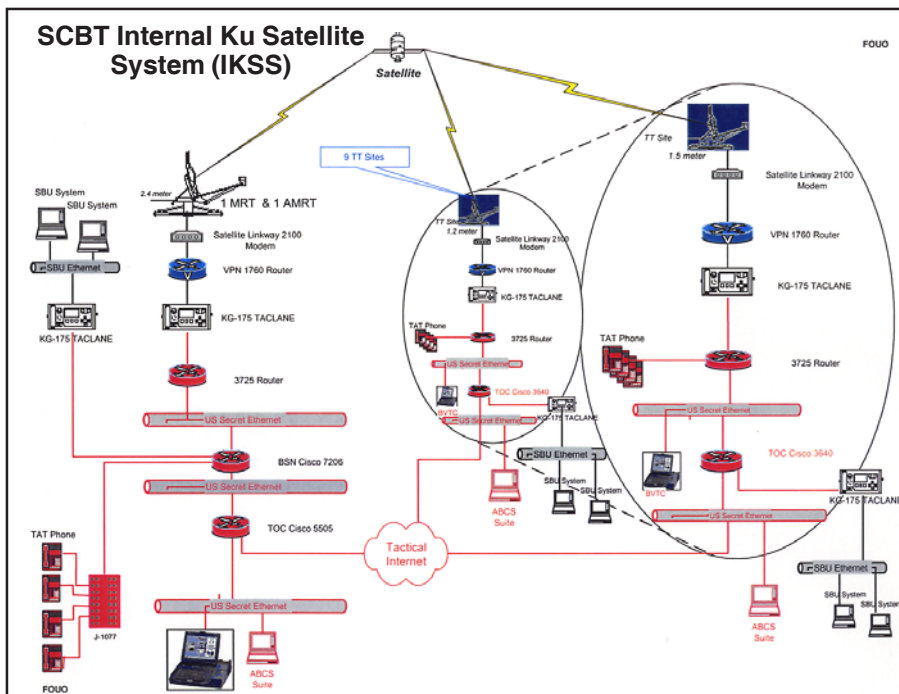 SCBT Internal Ku Satellite
System (IKSS)
FOUO
Satellite
9 TT Sites
SBU System
SBU System
SBU Ethernet
KG-175 TACLANE
2.4 meter
1 MRT & 1 AMRT
Satellite Linkway 2100
Modem
VPN 1760 Router
KG-175 TACLANE
3725 Router
US Secret Ethernet
BSN Cisco 7206
US Secret Ethernet
TOC Cisco 5505
US Secret Ethernet
ABCS
Suite
TAT Phone
J-1077
FOUO
Tactical
Internet
TT Site
1.2 meter
Satellite Linkway 2100
Modem
VPN 1760 Router
KG-175 TACLANE
TAT Phone
3725 Router
US Secret Ethernet
TOC Cisco 3640
BVTC
US Secret Ethernet
KG-175 TACLANE
SBU Ethernet
SBU System
SBU System
ABCS
Suite
TT Site
1.5 meter
Satellite Linkway 2100
Modem
VPN 1760 Router
KG-175 TACLANE
TAT Phone
3725 Router
US Secret Ethernet
BVTC
TOC Cisco 3640
KG-175 TACLANE
US Secret Ethernet
SBU Ethernet
SBU System
SBU System
ABCS
Suite